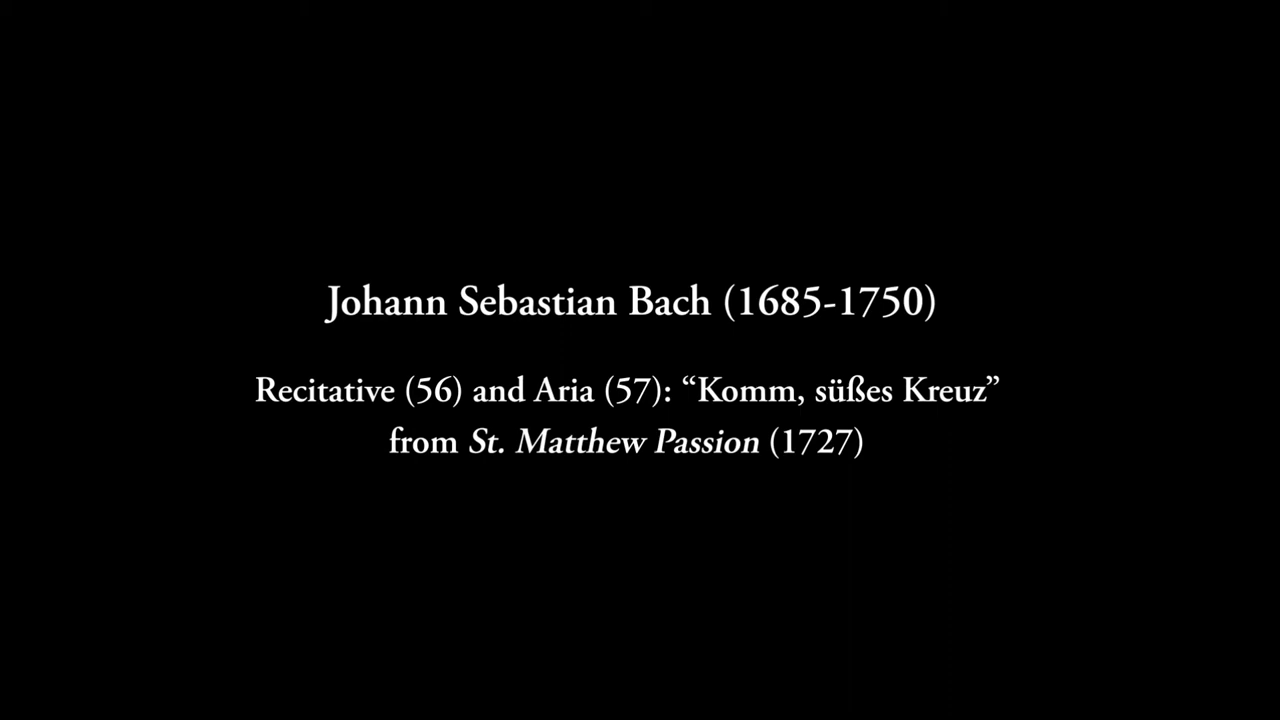 Johann Sebastian Bach (1685-1750)
Recitative (56) and Aria (57): “Komm, süßes Kreuz”
from St. Matthew Passion (1727)